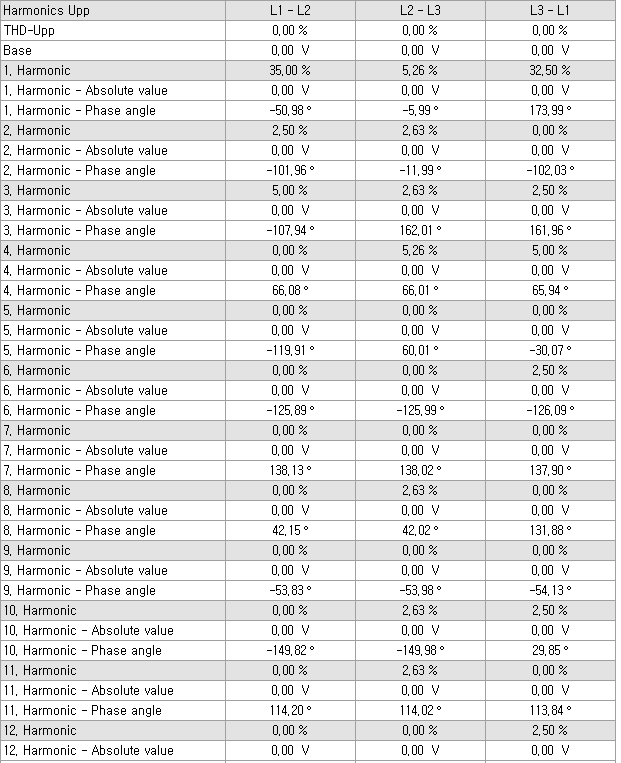 Harmonics Upp L1 - L2 L2 - L3 L3 - L1
THD-Upp 0,00 % 0,00 % 0,00 %
Base 0,00 V 0,00 V 0,00 V
1, Harmonic 35,00 % 5,26 % 32,50 %
1, Harmonic - Absolute value 0,00 V 0,00 V 0,00 V
1, Harmonic - Phase angle -50,98 ° -5,99 ° 173,99 °
2, Harmonic 2,50 % 2,63 % 0,00 %
2, Harmonic - Absolute value 0,00 V 0,00 V 0,00 V
2, Harmonic - Phase angle -101,96 ° -11,99 ° -102,03 °
3, Harmonic 5,00 % 2,63 % 2,50 %
3, Harmonic - Absolute value 0,00 V 0,00 V 0,00 V
3, Harmonic - Phase angle -107,94 ° 162,01 ° 161,96 °
4, Harmonic 0,00 % 5,26 % 5,00 %
4, Harmonic - Absolute value 0,00 V 0,00 V 0,00 V
4, Harmonic - Phase angle 66,08 ° 66,01 ° 65,94 °
5, Harmonic 0,00 % 0,00 % 0,00 %
5, Harmonic - Absolute value 0,00 V 0,00 V 0,00 V
5, Harmonic - Phase angle -119,91 ° 60,01 ° -30,07 °
6, Harmonic 0,00 % 0,00 % 2,50 %
6, Harmonic - Absolute value 0,00 V 0,00 V 0,00 V
6, Harmonic - Phase angle -125,89 ° -125,99 ° -126,09 °
7, Harmonic 0,00 % 0,00 % 0,00 %
7, Harmonic - Absolute value 0,00 V 0,00 V 0,00 V
7, Harmonic - Phase angle 138,13 ° 138,02 ° 137,90 °
8, Harmonic 0,00 % 2,63 % 0,00 %
8, Harmonic - Absolute value 0,00 V 0,00 V 0,00 V
8, Harmonic - Phase angle 42,15 ° 42,02 ° 131,88 °
9, Harmonic 0,00 % 0,00 % 0,00 %
9, Harmonic - Absolute value 0,00 V 0,00 V 0,00 V
9, Harmonic - Phase angle -53,83 ° -53,98 ° -54,13 °
10, Harmonic 0,00 % 2,63 % 2,50 %
10, Harmonic - Absolute value 0,00 V 0,00 V 0,00 V
10, Harmonic - Phase angle -149,82 ° -149,98 ° 29,85 °
11, Harmonic 0,00 % 2,63 % 0,00 %
11, Harmonic - Absolute value 0,00 V 0,00 V 0,00 V
11, Harmonic - Phase angle 114,20 ° 114,02 ° 113,84 °
12, Harmonic 0,00 % 0,00 % 2,50 %
12, Harmonic - Absolute value 0,00 V 0,00 V 0,00 V